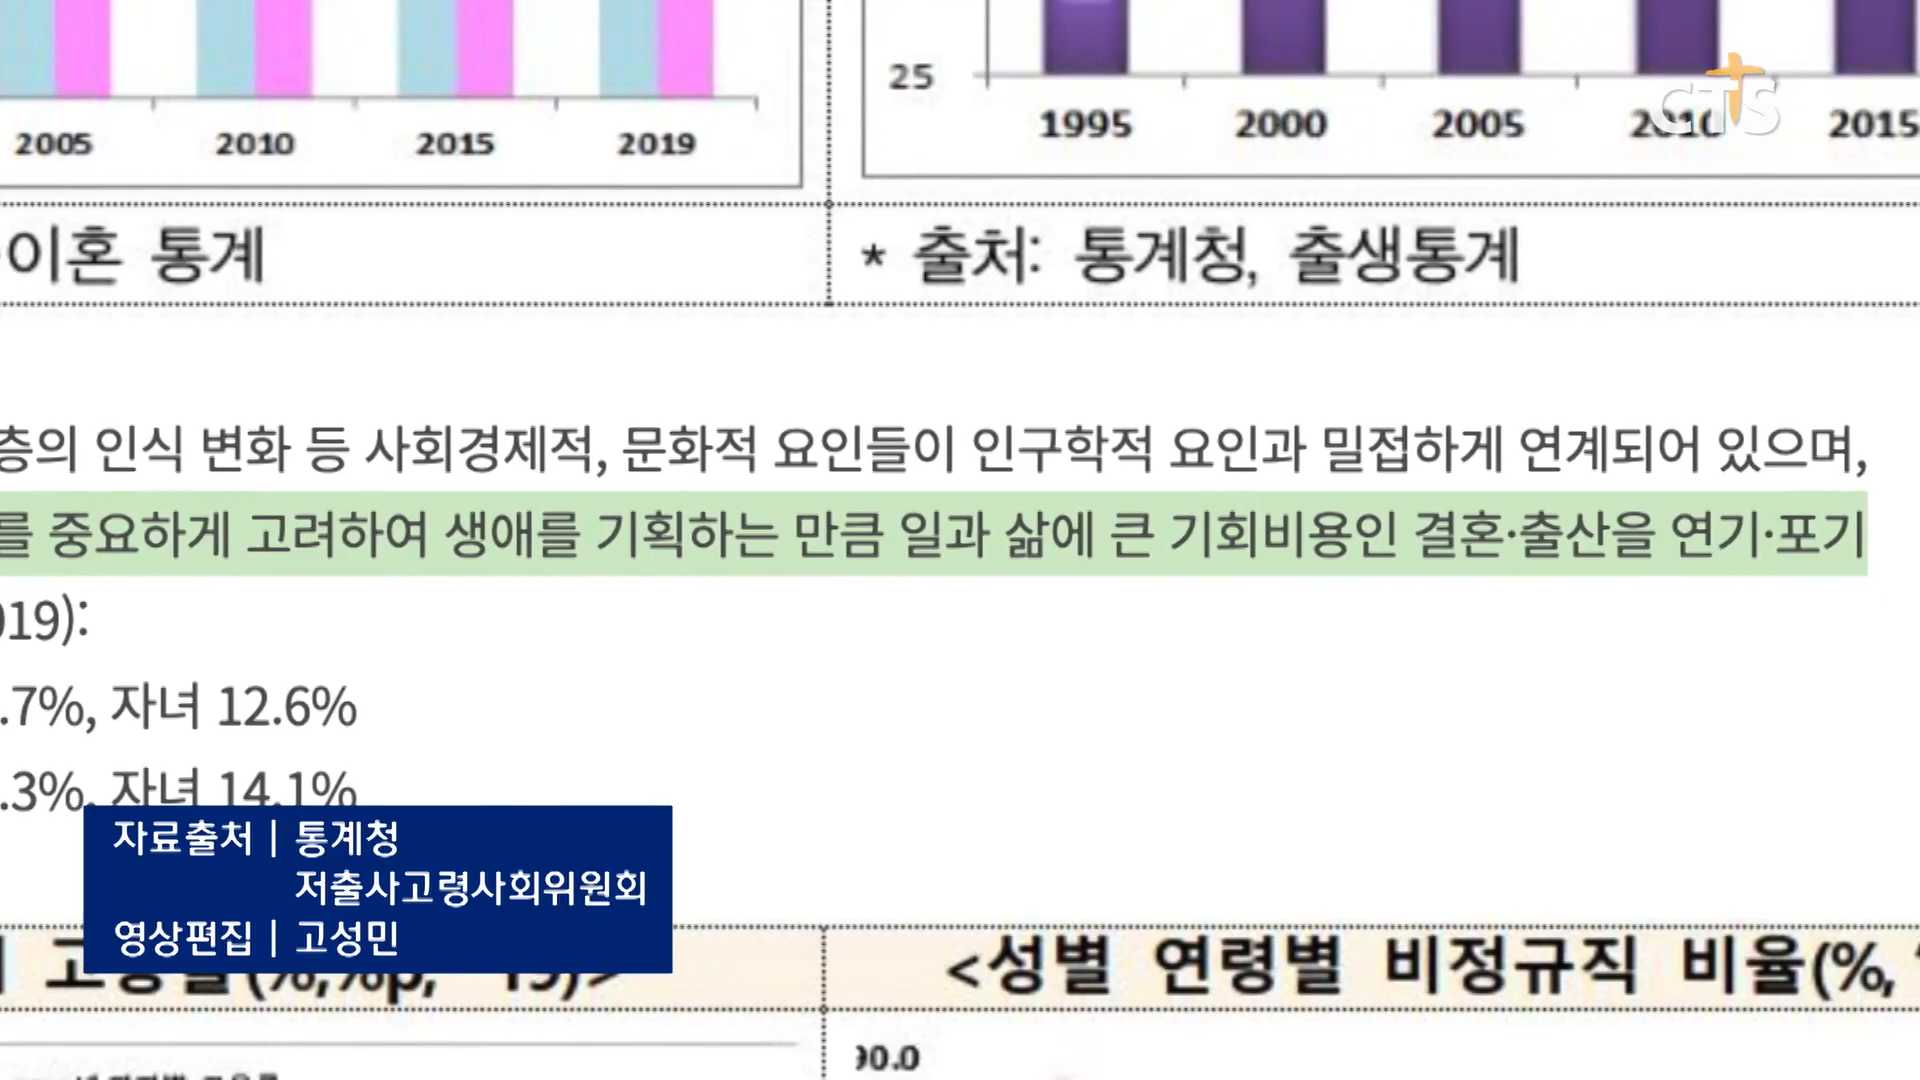 25
1995 2000 2005 2010 2015
CTS
2005 2010 2015 2019
이혼 통계
* 출처: 통계청, 출생통계
층의 인식 변화 등 사회경제적, 문화적 요인들이 인구학적 요인과 밀접하게 연계되어 있으며,
를 중요하게 고려하여 생애를 기획하는 만큼 일과 삶에 큰 기회비용인 결혼·출산을 연기·포기
019):
.7%, 자녀 12.6%
.3%, 자녀 14.1%
자료출처 | 통계청
저출사고령사회위원회
영상편집 | 고성민
<성별 연령별 비정규직 비율(%,
90.0